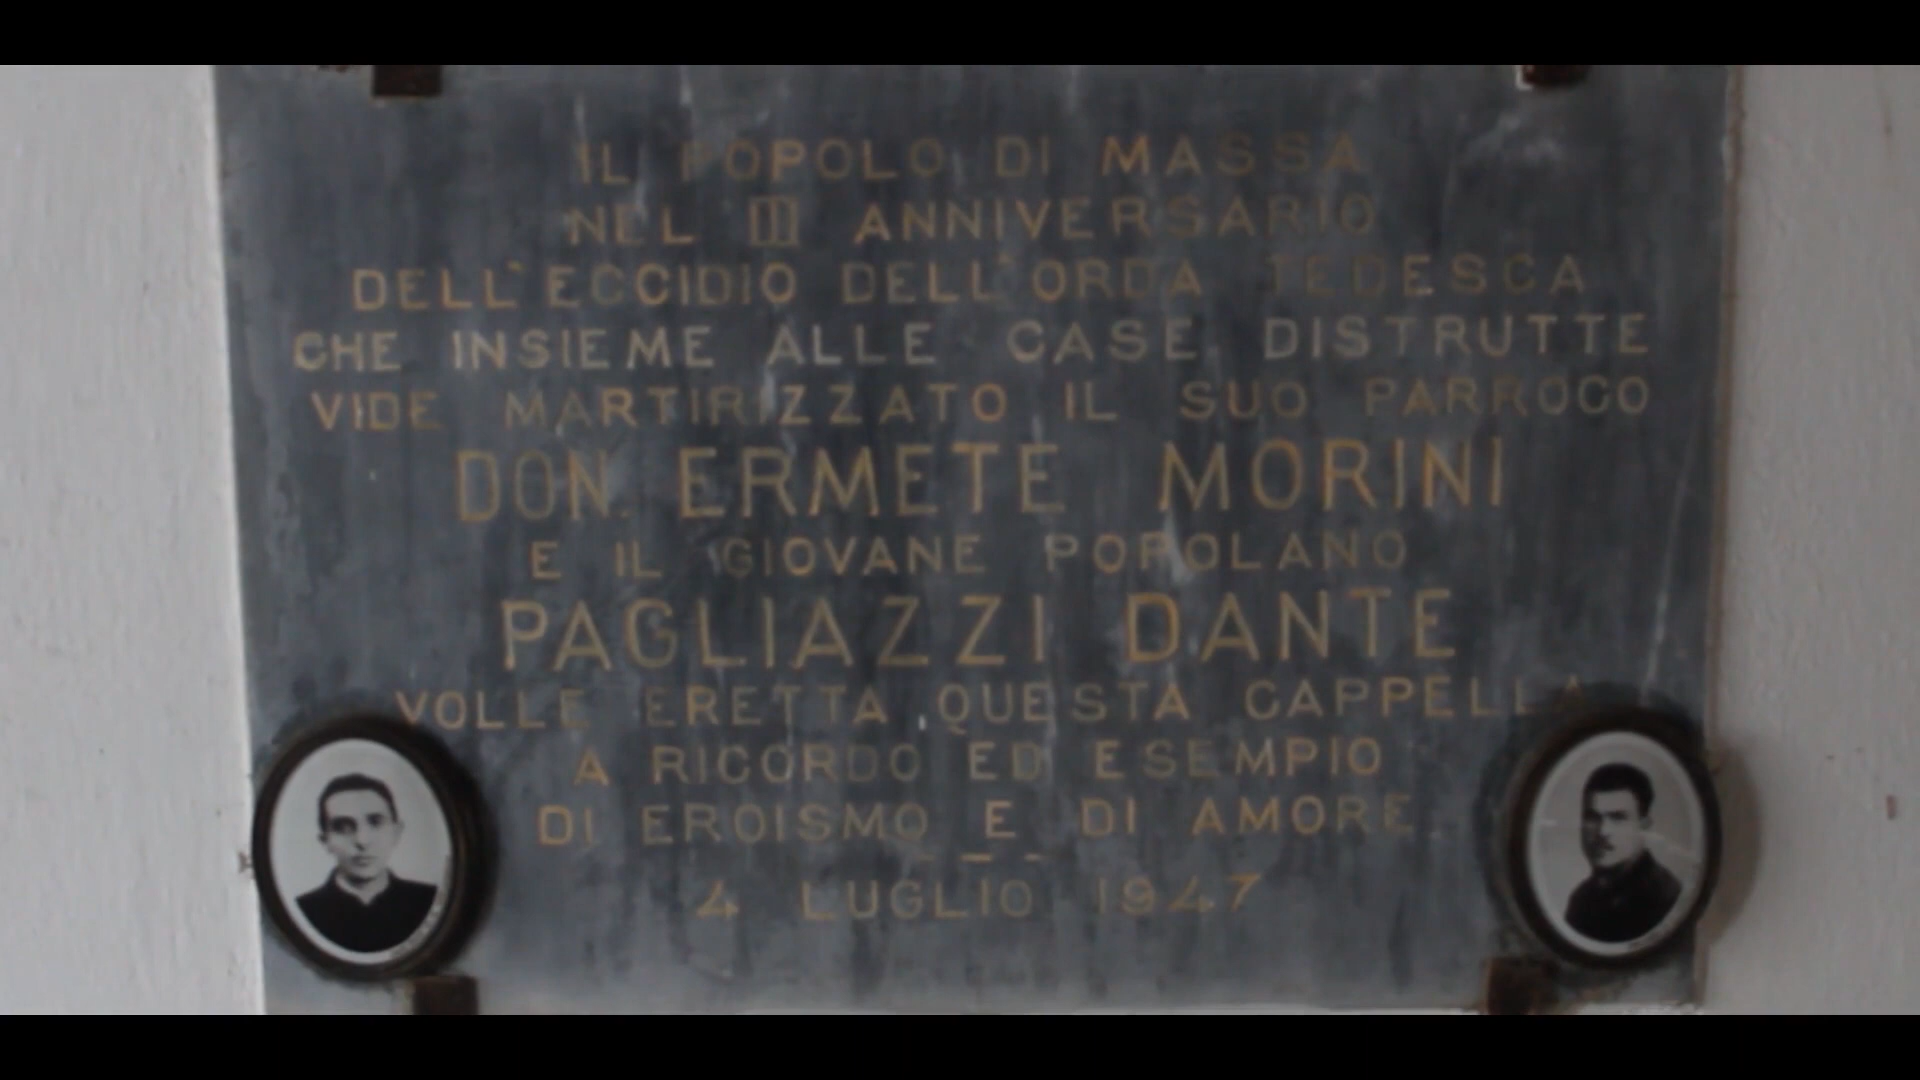 IL POPOLO DI MASSA
NEL III ANNIVERSARIO
DELL'ECCIDIO DELL'ORDA TEDESCA
CHE INSIEME ALLE CASE DISTRUTTE
VIDE MARTIRIZZATO IL SUO PARROCO
DON. ERMETE MORINI
E IL GIOVANE POPOLANO
PAGLIAZZI DANTE
VOLLE ERETTA QUESTA CAPPELLA
A RICORDO ED ESEMPIO
DI EROISMO E DI AMORE
4 LUGLIO 1947